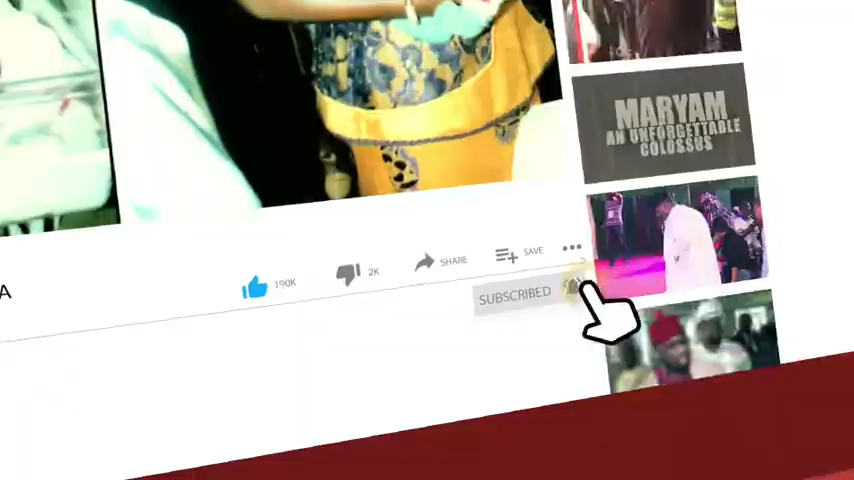 MARYAM
AN UNFORGETTABLE
COLOSSUS
A
190K
2K
SHARE
SAVE
SUBSCRIBED